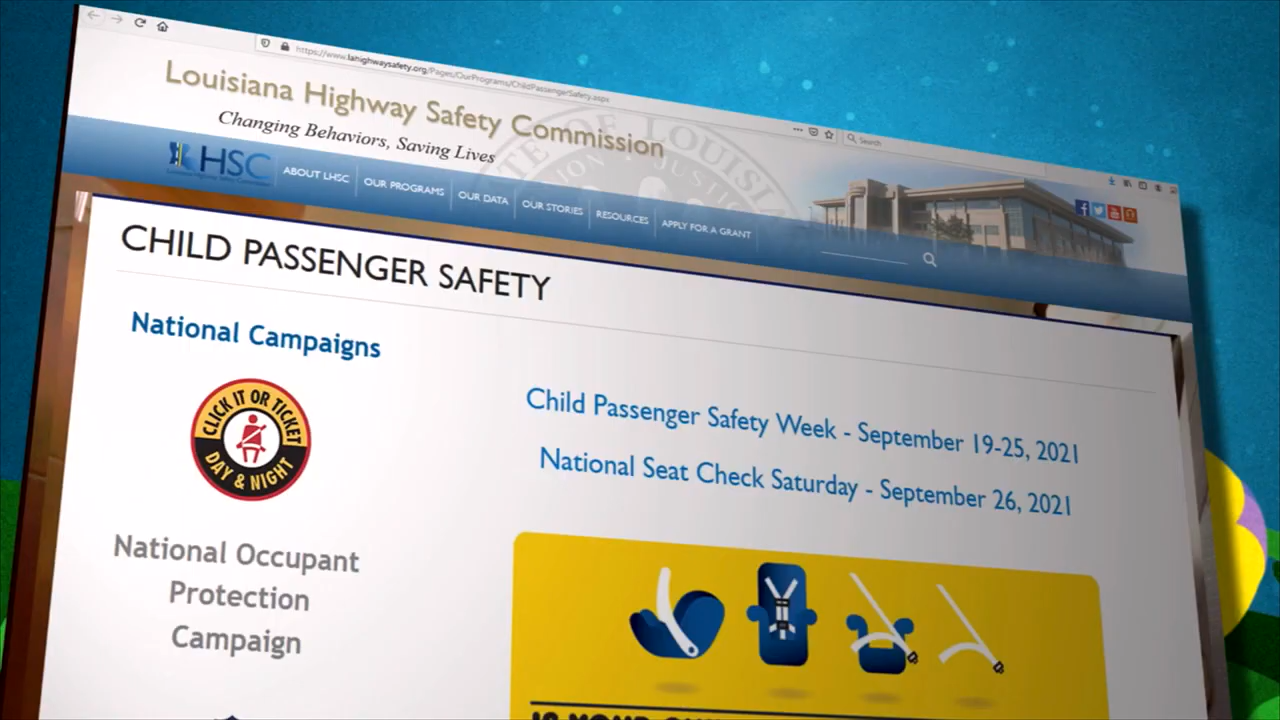 https://www.lahighwaysafety.org/Pages/OurPrograms/ChildPassengerSafety.aspx
Search
Louisiana Highway Safety Commission
Changing Behaviors, Saving Lives
HSC
ABOUT LHSC
OUR PROGRAMS
OUR DATA
OUR STORIES
RESOURCES
APPLY FOR A GRANT
CHILD PASSENGER SAFETY
National Campaigns
CLICK IT OR TICKET
DAY & NIGHT
National Occupant
Protection
Campaign
Child Passenger Safety Week - September 19-25, 2021
National Seat Check Saturday - September 26, 2021
IS YOUR